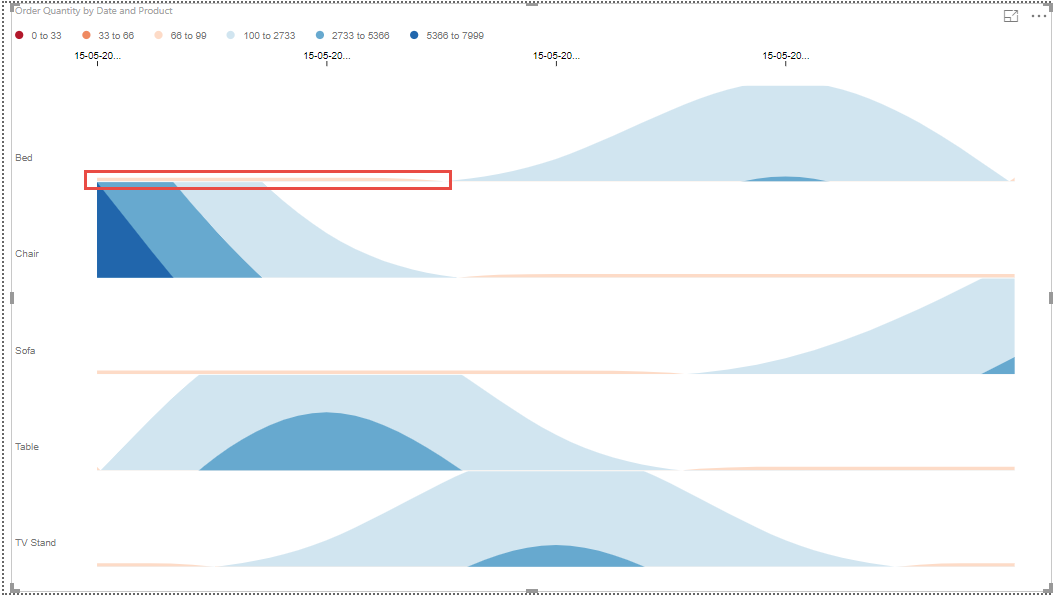 Order Quantity by Date and Product
0 to 33 33 to 66 66 to 99 100 to 2733 2733 to 5366 5366 to 7999
15-05-20... 15-05-20... 15-05-20... 15-05-20...
Bed
Chair
Sofa
Table
TV Stand